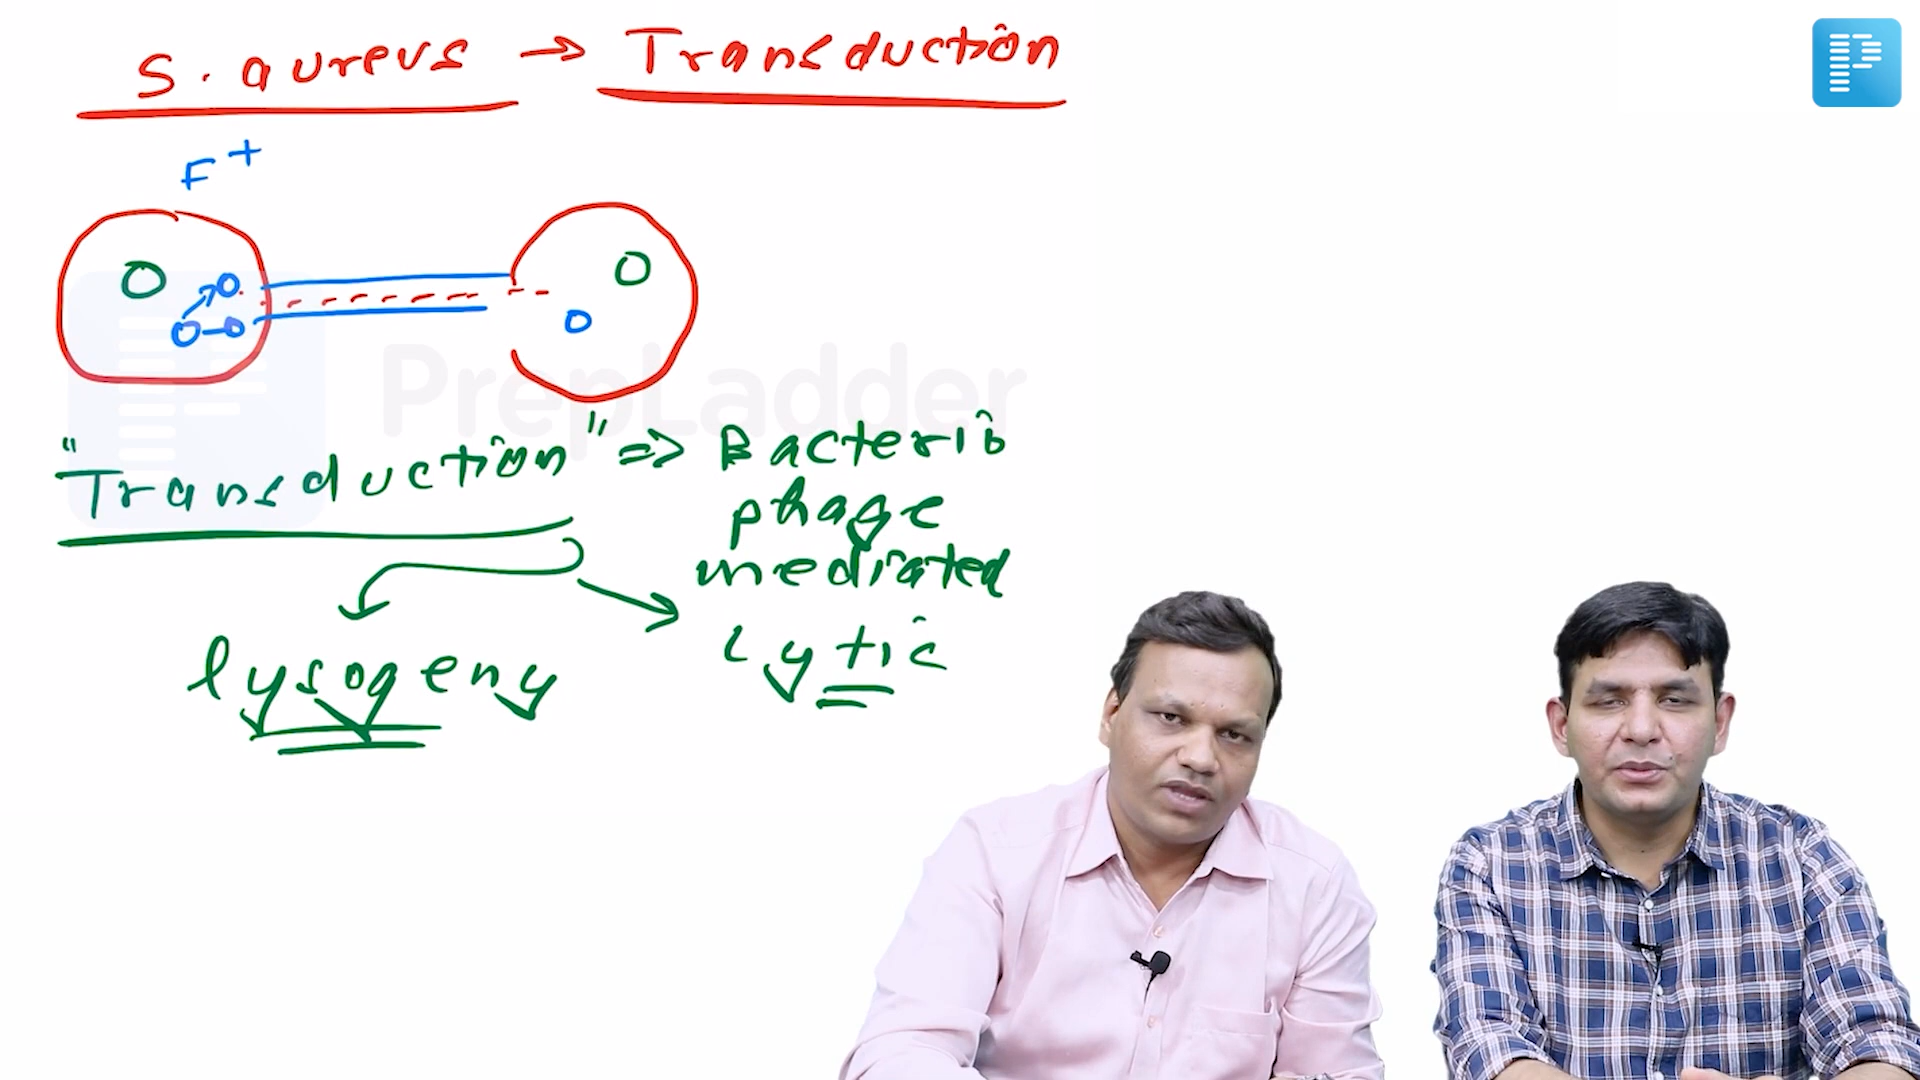 S. aureus → Transduction
F+
PrepLadder
"Transduction" => Bacterio
phage
mediated
lysogeny
Lytic